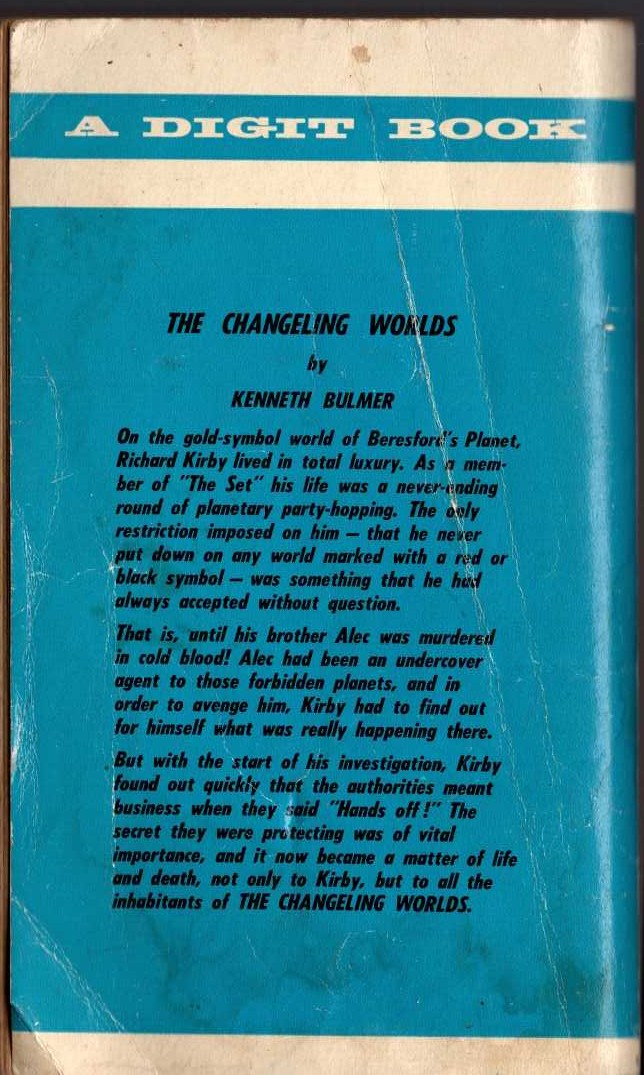 A DIGIT BOOK
THE CHANGELING WORLDS
by
KENNETH BULMER
On the gold-symbol world of Beresford's Planet,
Richard Kirby lived in total luxury. As a mem-
ber of "The Set" his life was a never-ending
round of planetary party-hopping. The only
restriction imposed on him — that he never
put down on any world marked with a red or
black symbol — was something that he had
always accepted without question.
That is, until his brother Alec was murdered
in cold blood! Alec had been an undercover
agent to those forbidden planets, and in
order to avenge him, Kirby had to find out
for himself what was really happening there.
But with the start of his investigation, Kirby
found out quickly that the authorities meant
business when they said "Hands off!" The
secret they were protecting was of vital
importance, and it now became a matter of life
and death, not only to Kirby, but to all the
inhabitants of THE CHANGELING WORLDS.